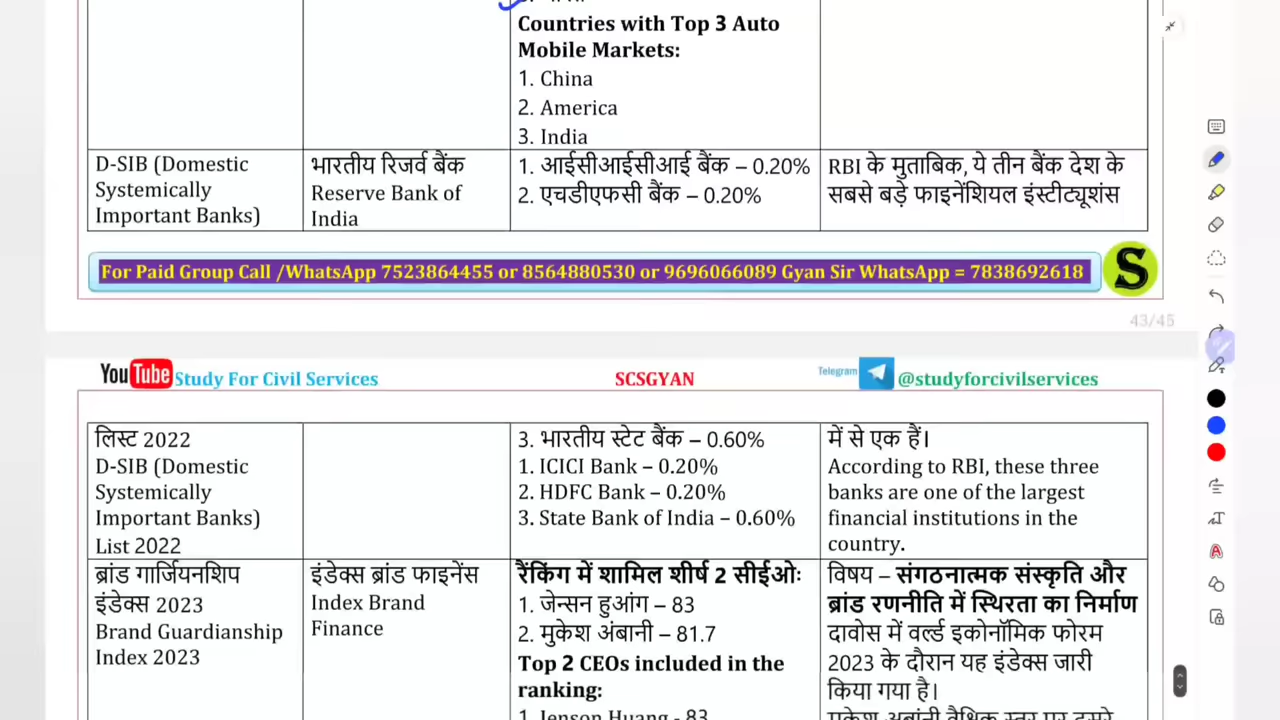 Countries with Top 3 Auto
Mobile Markets:
1. China
2. America
3. India
D-SIB (Domestic
Systemically
Important Banks)
भारतीय रिजर्व बैंक
Reserve Bank of
India
1. आईसीआईसीआई बैंक – 0.20%
2. एचडीएफसी बैंक – 0.20%
RBI के मुताबिक, ये तीन बैंक देश के
सबसे बड़े फाइनेंशियल इंस्टीट्यूशंस
For Paid Group Call /WhatsApp 7523864455 or 8564880530 or 9696066089 Gyan Sir WhatsApp = 7838692618
S
43/45
YouTube Study For Civil Services
SCSGYAN
Telegram @studyforcivilservices
लिस्ट 2022
D-SIB (Domestic
Systemically
Important Banks)
List 2022
3. भारतीय स्टेट बैंक – 0.60%
1. ICICI Bank – 0.20%
2. HDFC Bank – 0.20%
3. State Bank of India – 0.60%
में से एक हैं।
According to RBI, these three
banks are one of the largest
financial institutions in the
country.
ब्रांड गार्जियनशिप
इंडेक्स 2023
Brand Guardianship
Index 2023
इंडेक्स ब्रांड फाइनेंस
Index Brand
Finance
रैंकिंग में शामिल शीर्ष 2 सीईओः
1. जेन्सन हुआंग – 83
2. मुकेश अंबानी – 81.7
Top 2 CEOs included in the
ranking:
1. Jenson Huang - 83
विषय – संगठनात्मक संस्कृति और
ब्रांड रणनीति में स्थिरता का निर्माण
दावोस में वर्ल्ड इकोनॉमिक फोरम
2023 के दौरान यह इंडेक्स जारी
किया गया है।
मुकेश अंबानी वैश्विक स्तर पर दूसरे